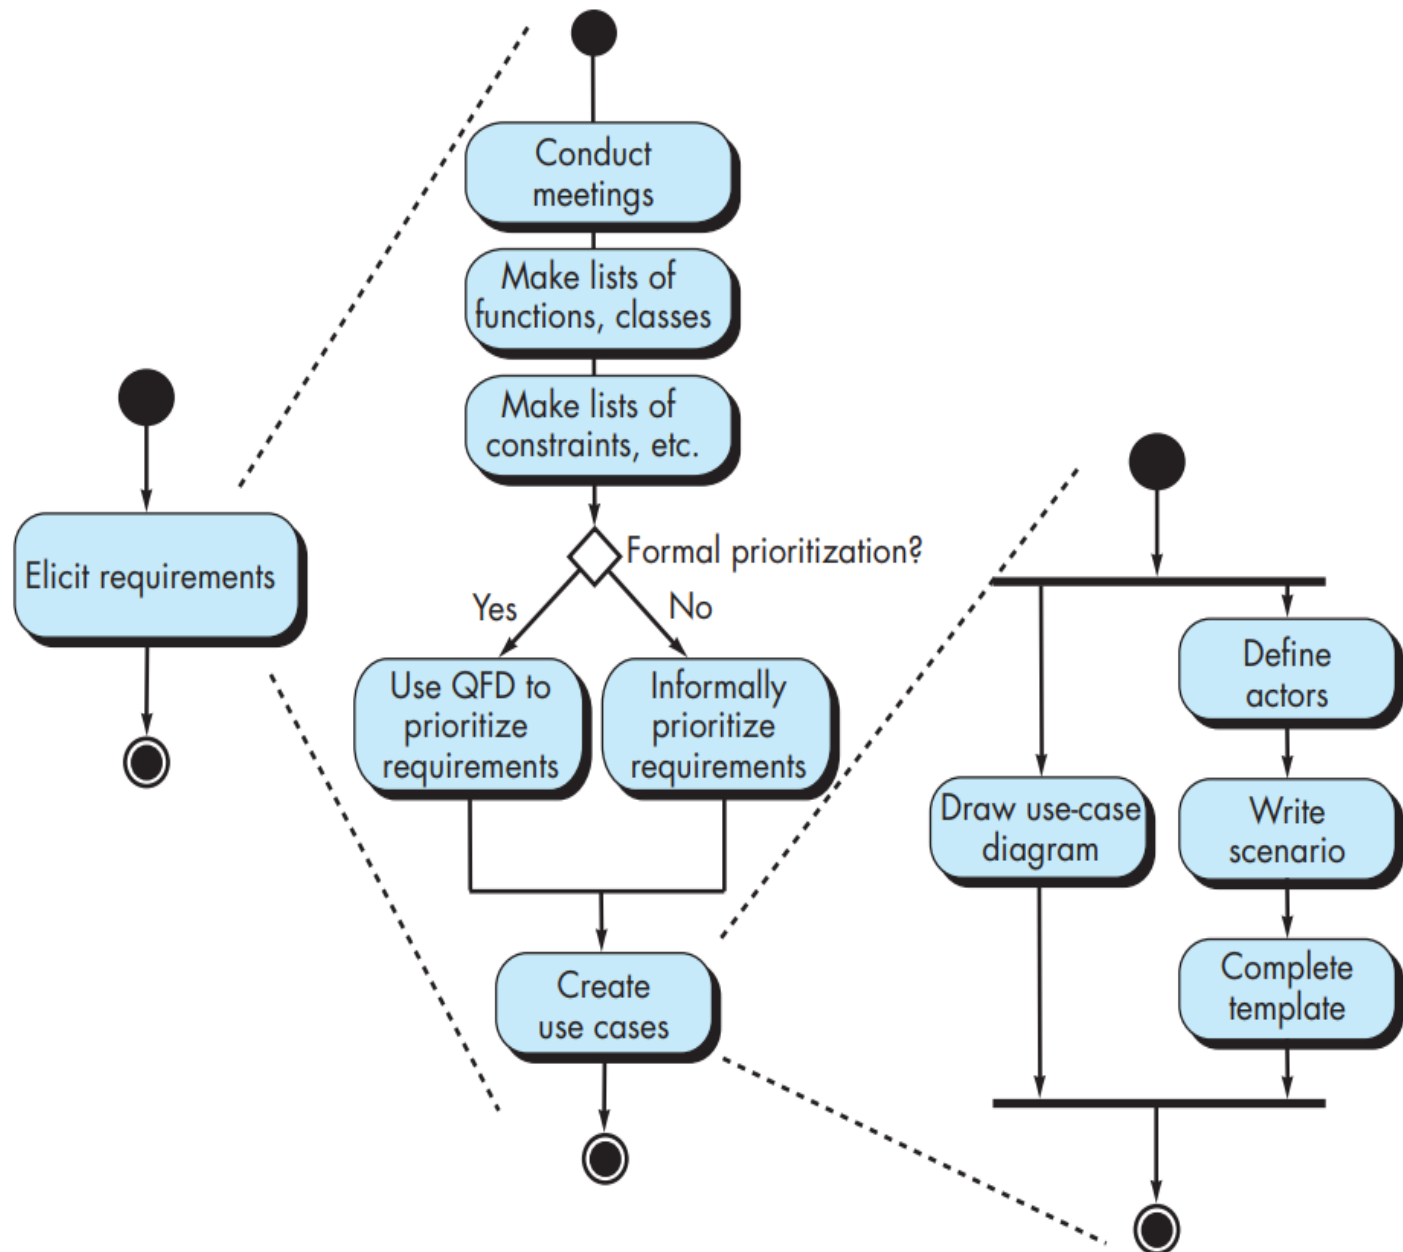 Elicit requirements
Conduct
meetings
Make lists of
functions, classes
Make lists of
constraints, etc.
Formal prioritization?
Yes
No
Use QFD to
prioritize
requirements
Informally
prioritize
requirements
Create
use cases
Draw use-case
diagram
Define
actors
Write
scenario
Complete
template